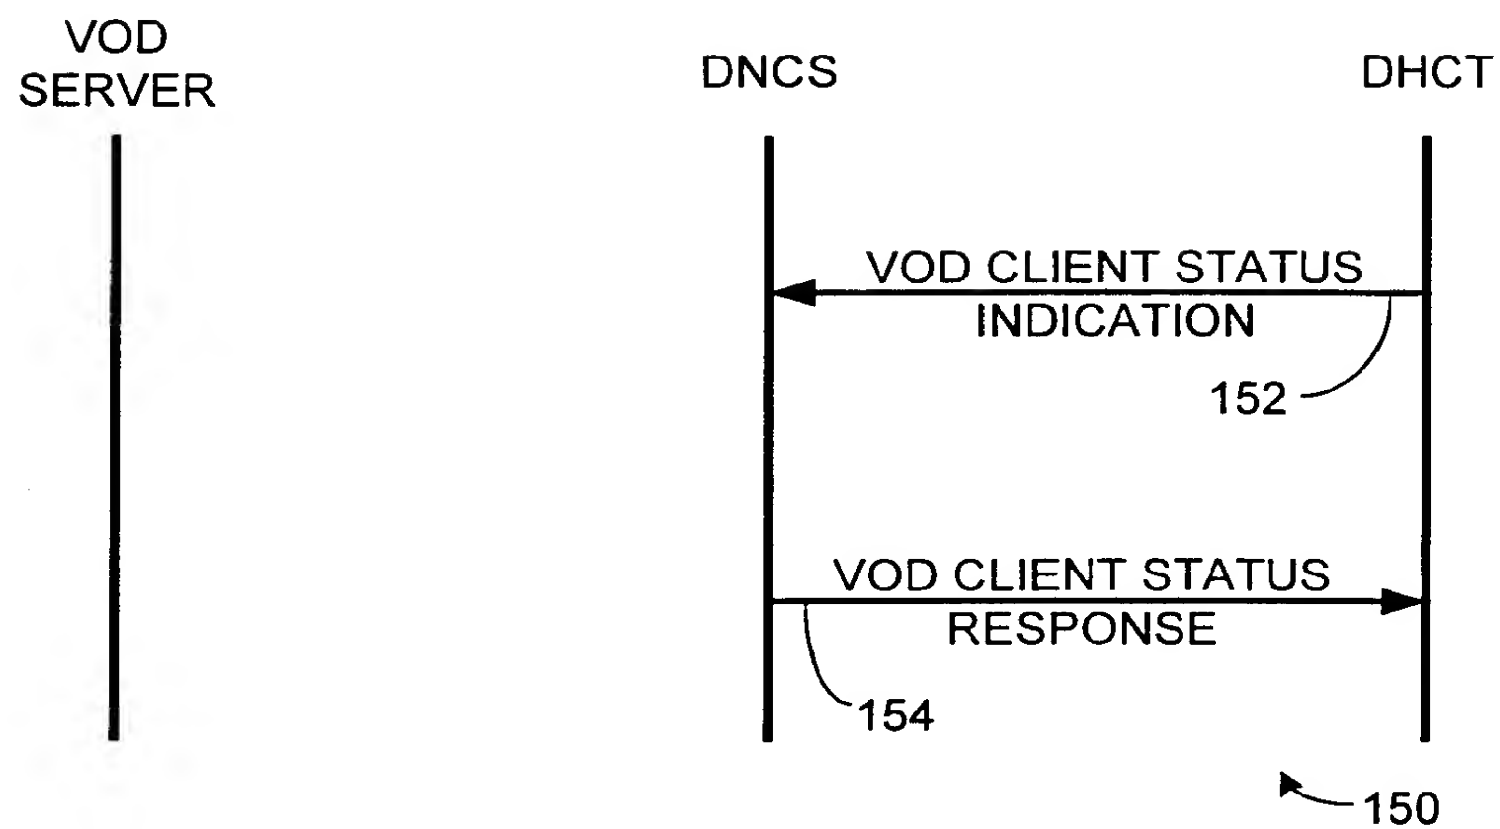 VOD
SERVER
DNCS
DHCT
VOD CLIENT STATUS
INDICATION
152
VOD CLIENT STATUS
RESPONSE
154
150